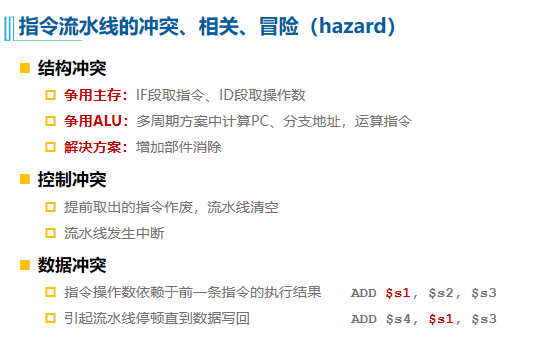 指令流水线的冲突、相关、冒险（hazard）
结构冲突
争用主存：IF段取指令、ID段取操作数
争用ALU：多周期方案中计算PC、分支地址，运算指令
解决方案：增加部件消除
控制冲突
提前取出的指令作废，流水线清空
流水线发生中断
数据冲突
指令操作数依赖于前一条指令的执行结果 ADD $s1, $s2, $s3
引起流水线停顿直到数据写回 ADD $s4, $s1, $s3